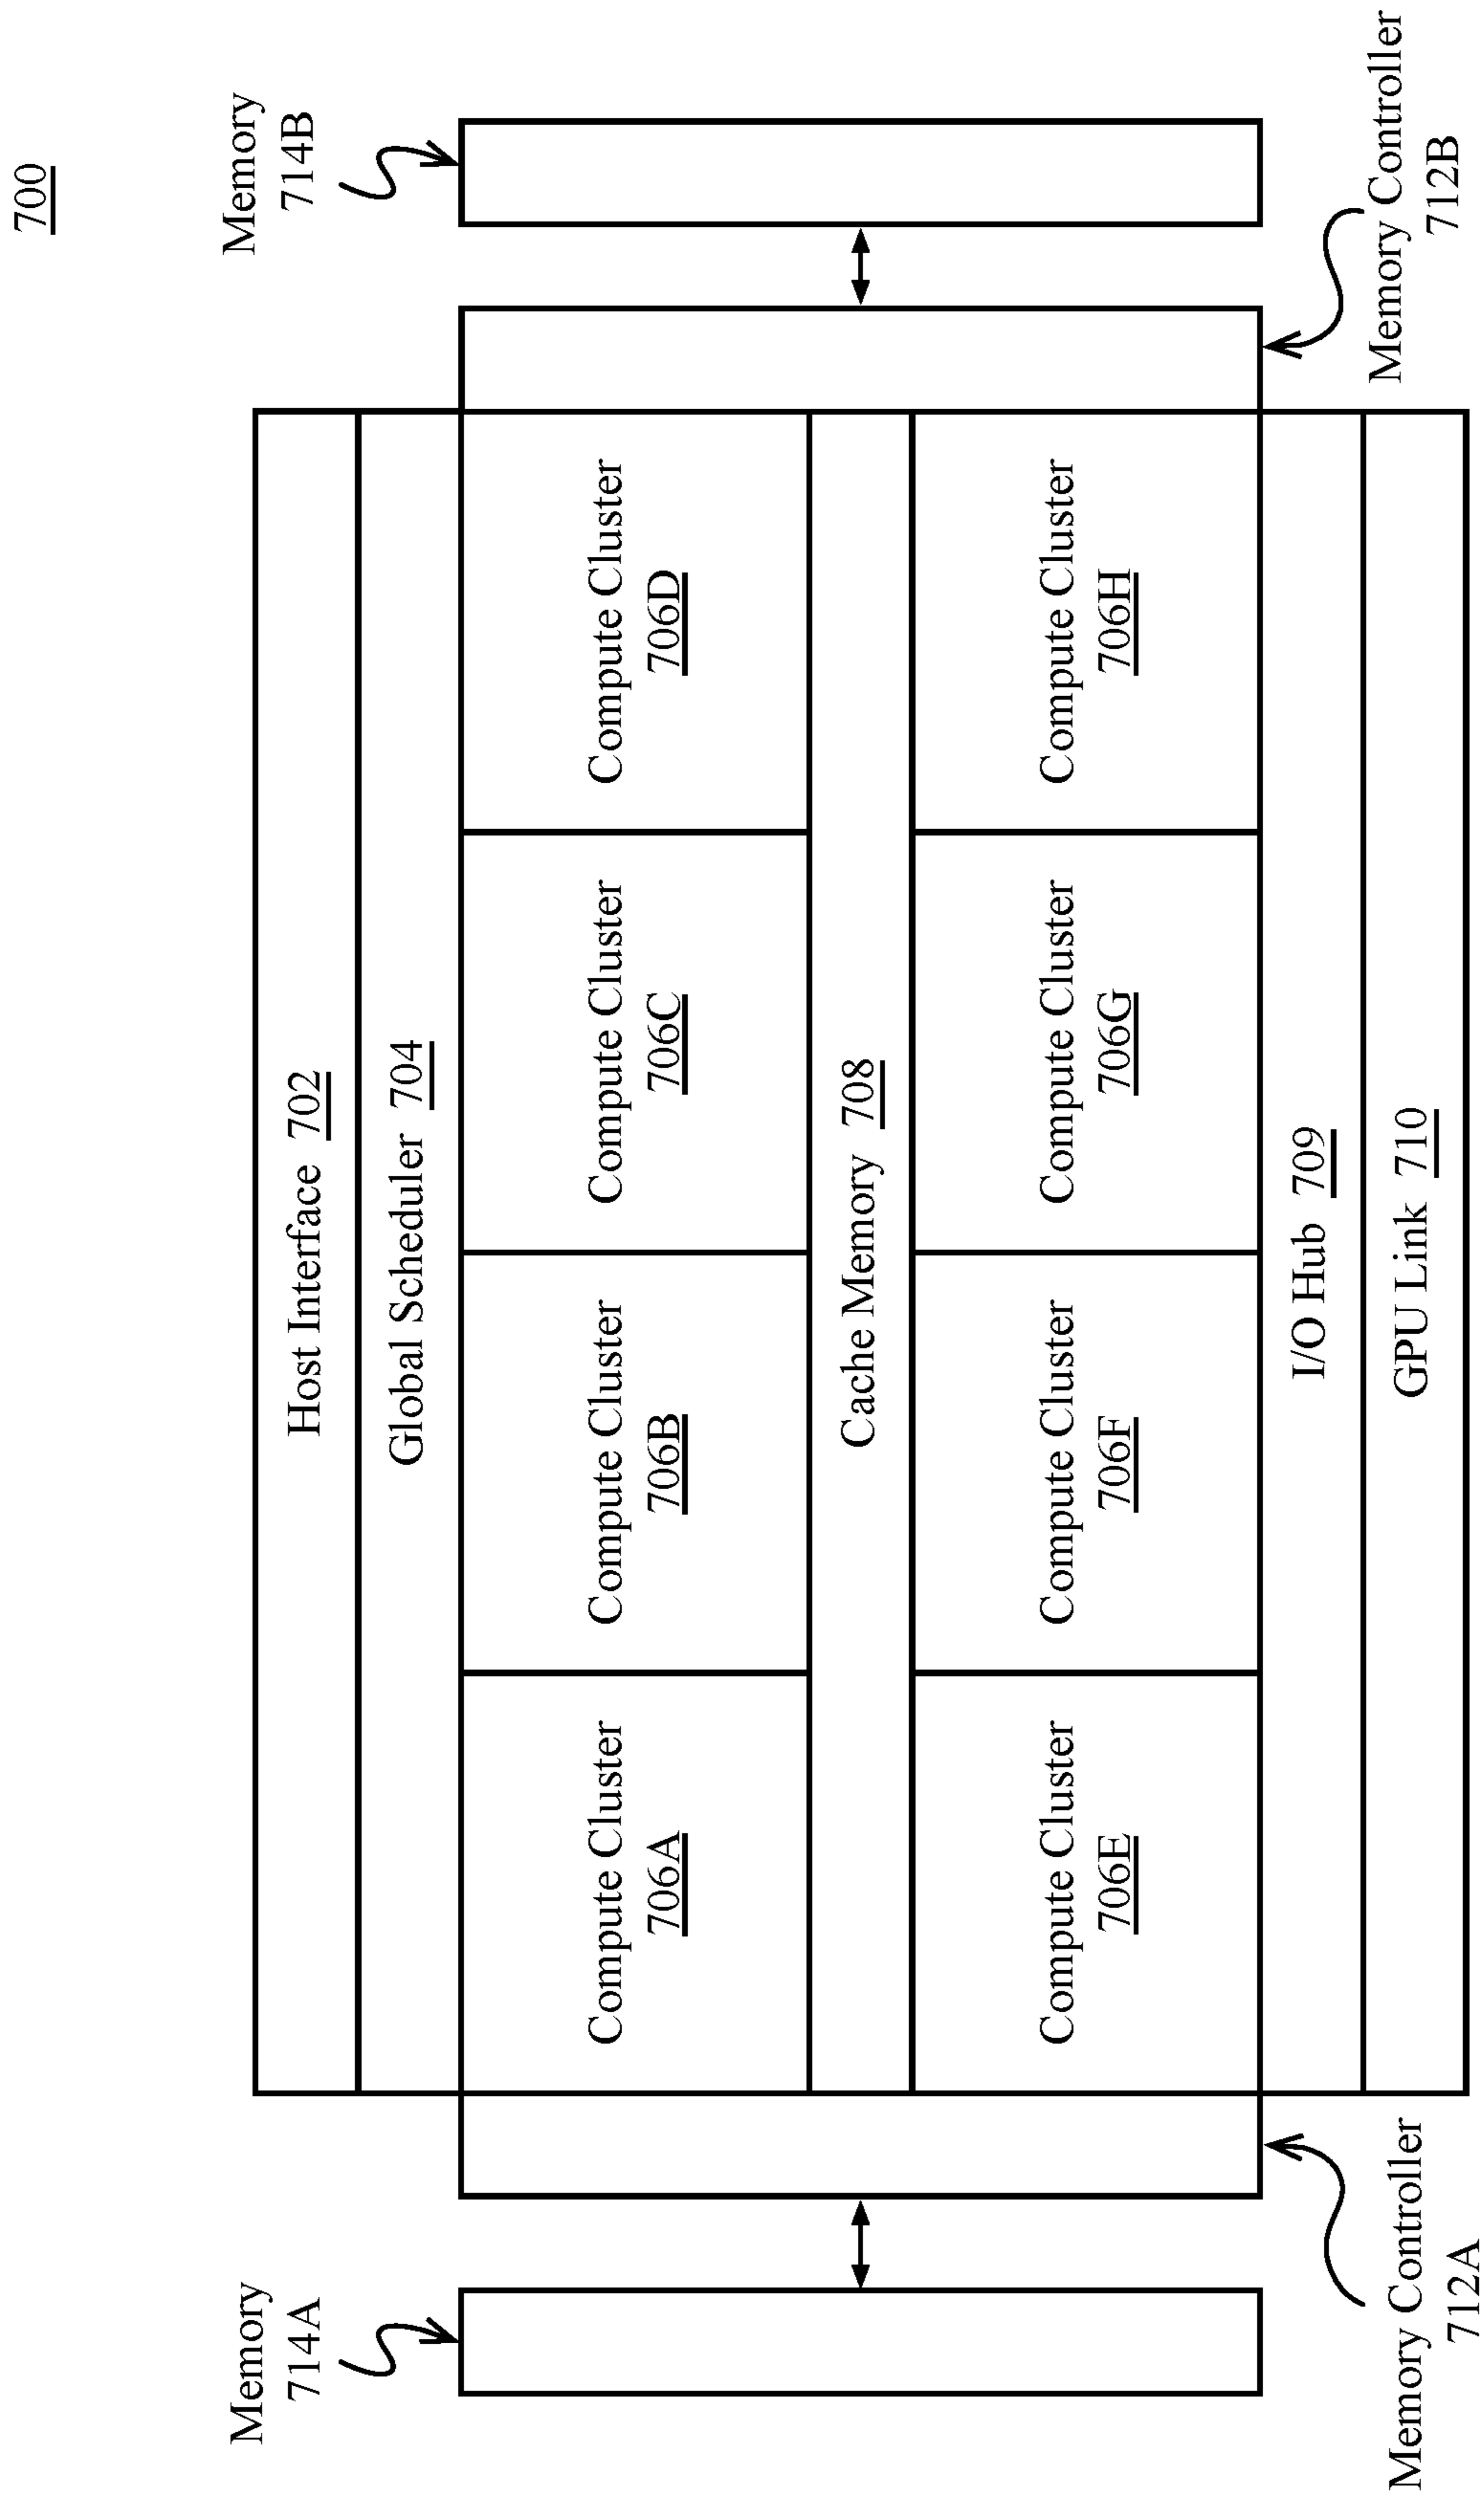 700
Memory
714A
Memory
714B
Host Interface 702
Global Scheduler 704
Compute Cluster
706A
Compute Cluster
706B
Compute Cluster
706C
Compute Cluster
706D
Cache Memory 708
Compute Cluster
706E
Compute Cluster
706F
Compute Cluster
706G
Compute Cluster
706H
I/O Hub 709
GPU Link 710
Memory Controller
712A
Memory Controller
712B